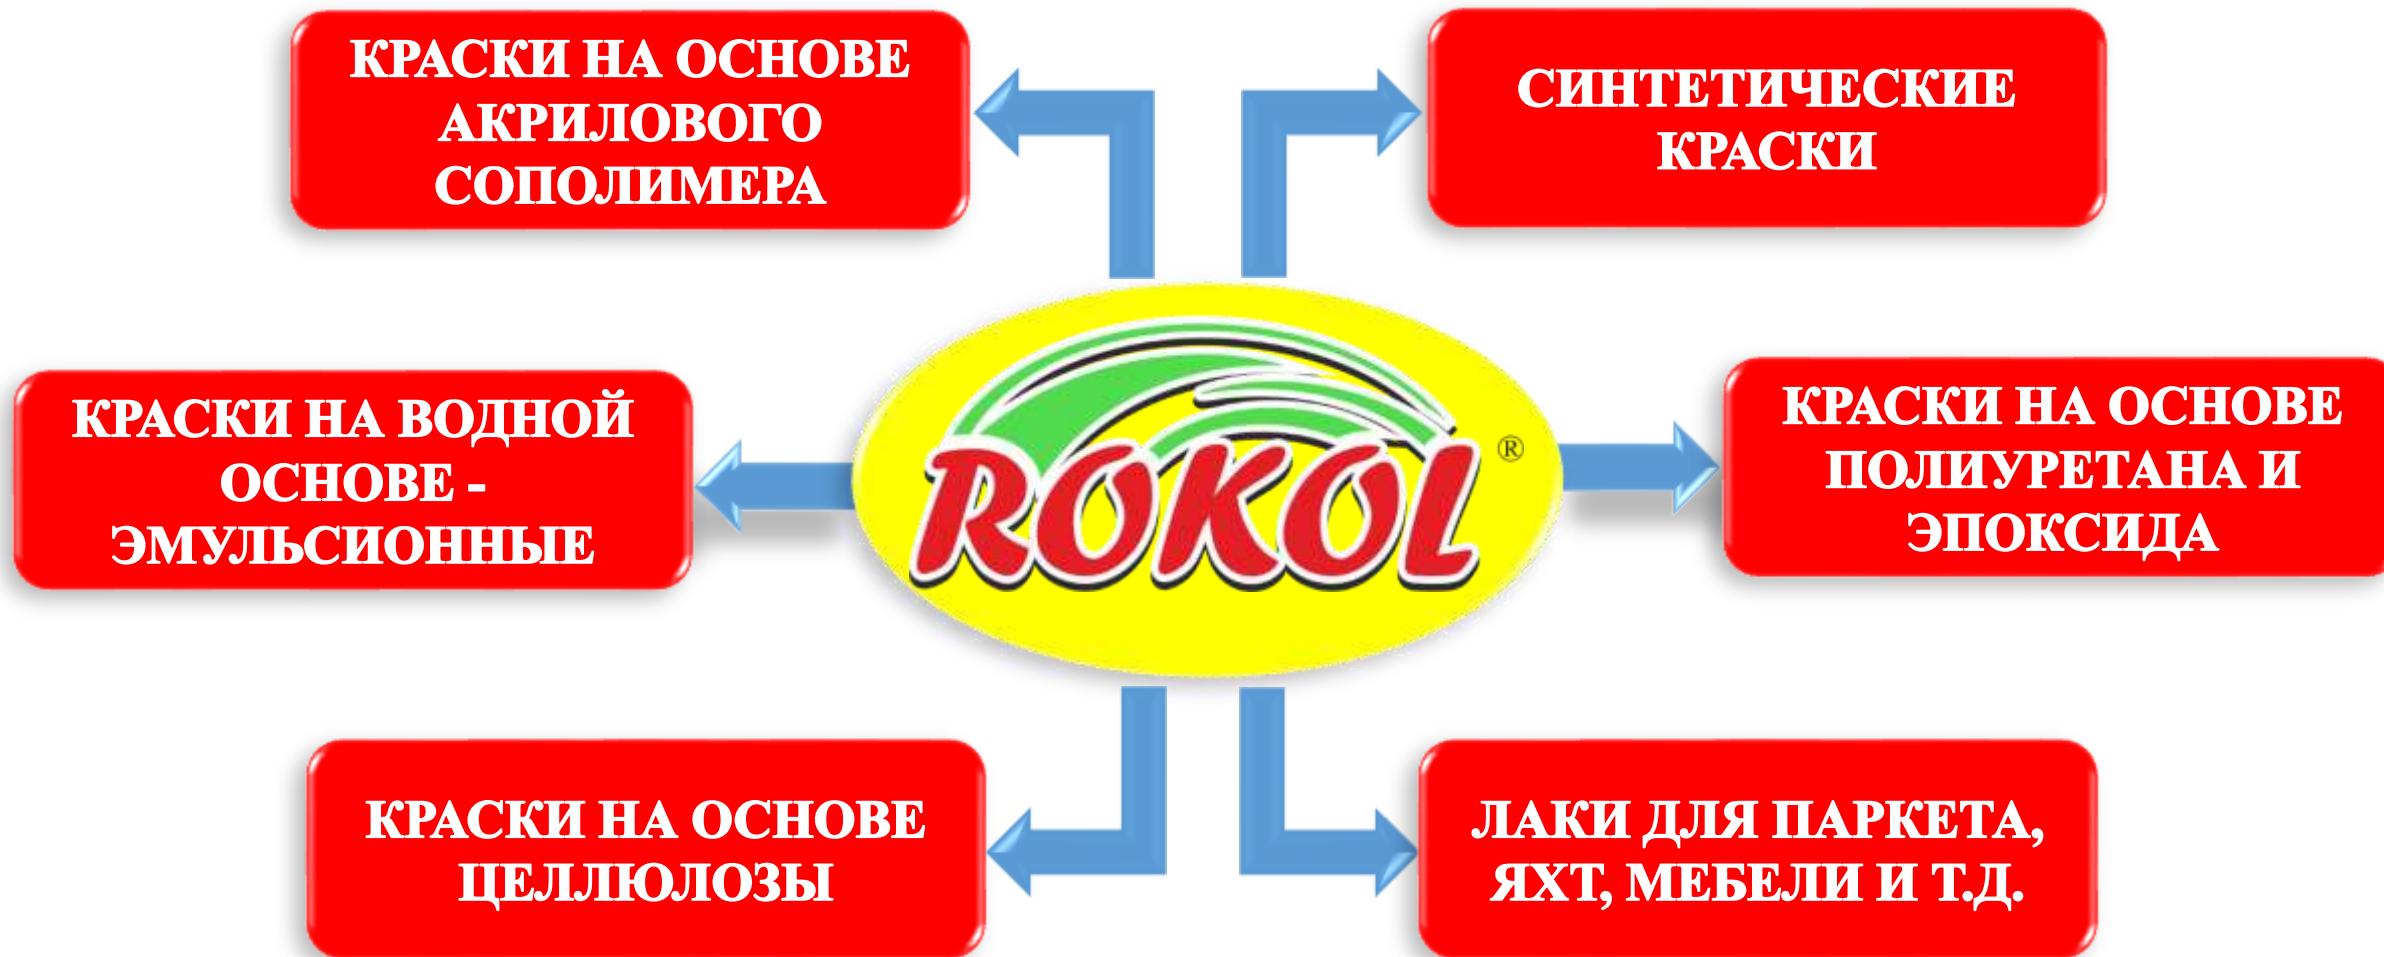 КРАСКИ НА ОСНОВЕ
АКРИЛОВОГО
СОПОЛИМЕРА
СИНТЕТИЧЕСКИЕ
КРАСКИ
КРАСКИ НА ВОДНОЙ
ОСНОВЕ -
ЭМУЛЬСИОННЫЕ
ROKOL ®
КРАСКИ НА ОСНОВЕ
ПОЛИУРЕТАНА И
ЭПОКСИДА
КРАСКИ НА ОСНОВЕ
ЦЕЛЛЮЛОЗЫ
ЛАКИ ДЛЯ ПАРКЕТА,
ЯХТ, МЕБЕЛИ И Т.Д.